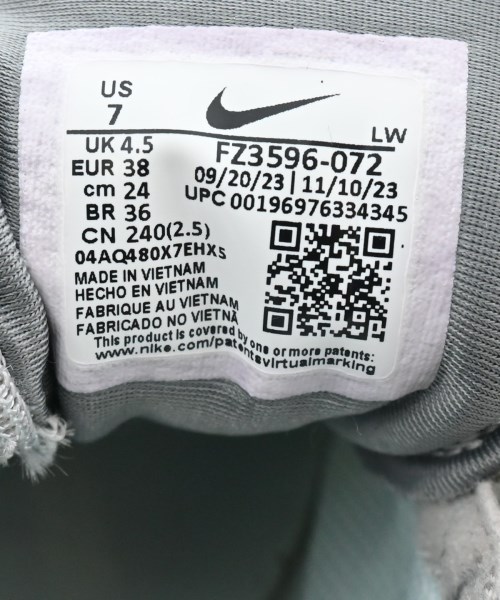 US
7
LW
UK 4.5
EUR 38
cm 24
BR 36
CN 240(2.5)
FZ3596-072
09/20/23 | 11/10/23
UPC 00196976334345
04AQ480X7EHXS
MADE IN VIETNAM
HECHO EN VIETNAM
FABRIQUE AU VIETNAM
FABRICADO NO VIETNÃ
This product is covered by one or more patents:
www.nike.com/patentsvirtualmarking